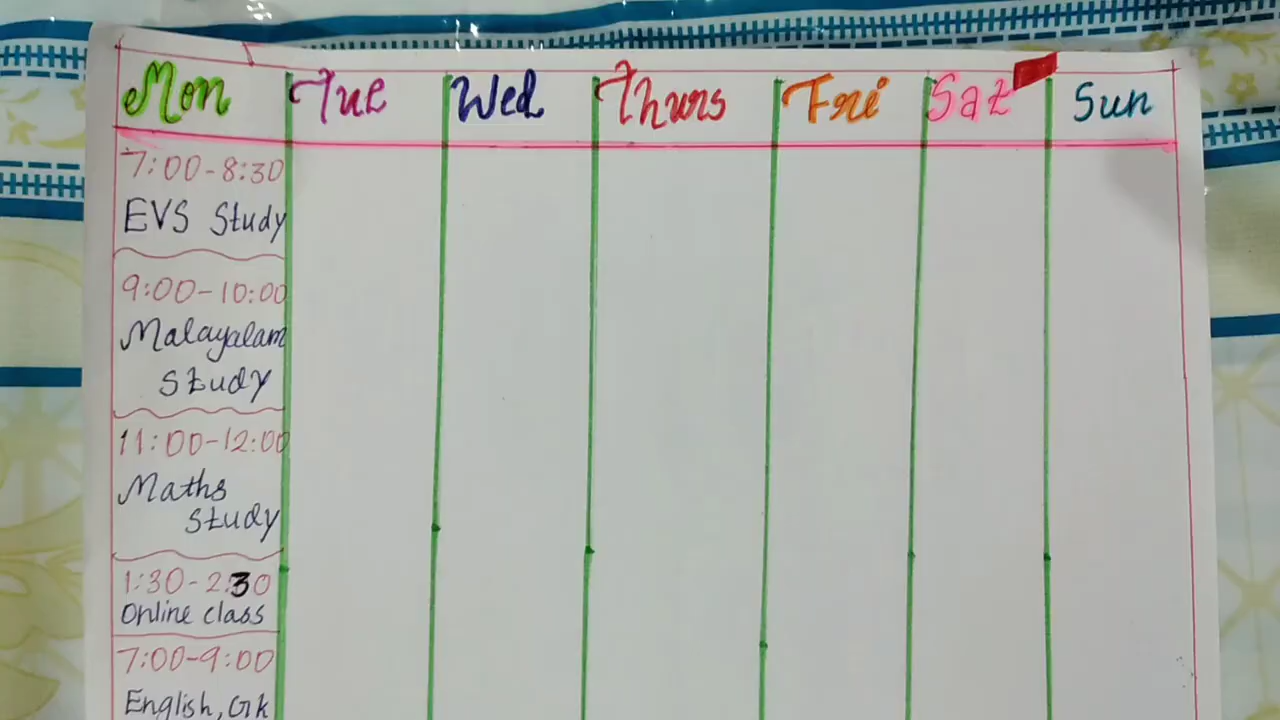 Mon Tue Wed Thurs Fri Sat Sun
7:00-8:30
EVS Study
9:00-10:00
Malayalam
Study
11:00-12:00
Maths
Study
1:30-2:30
Online class
7:00-9:00
English, Gk